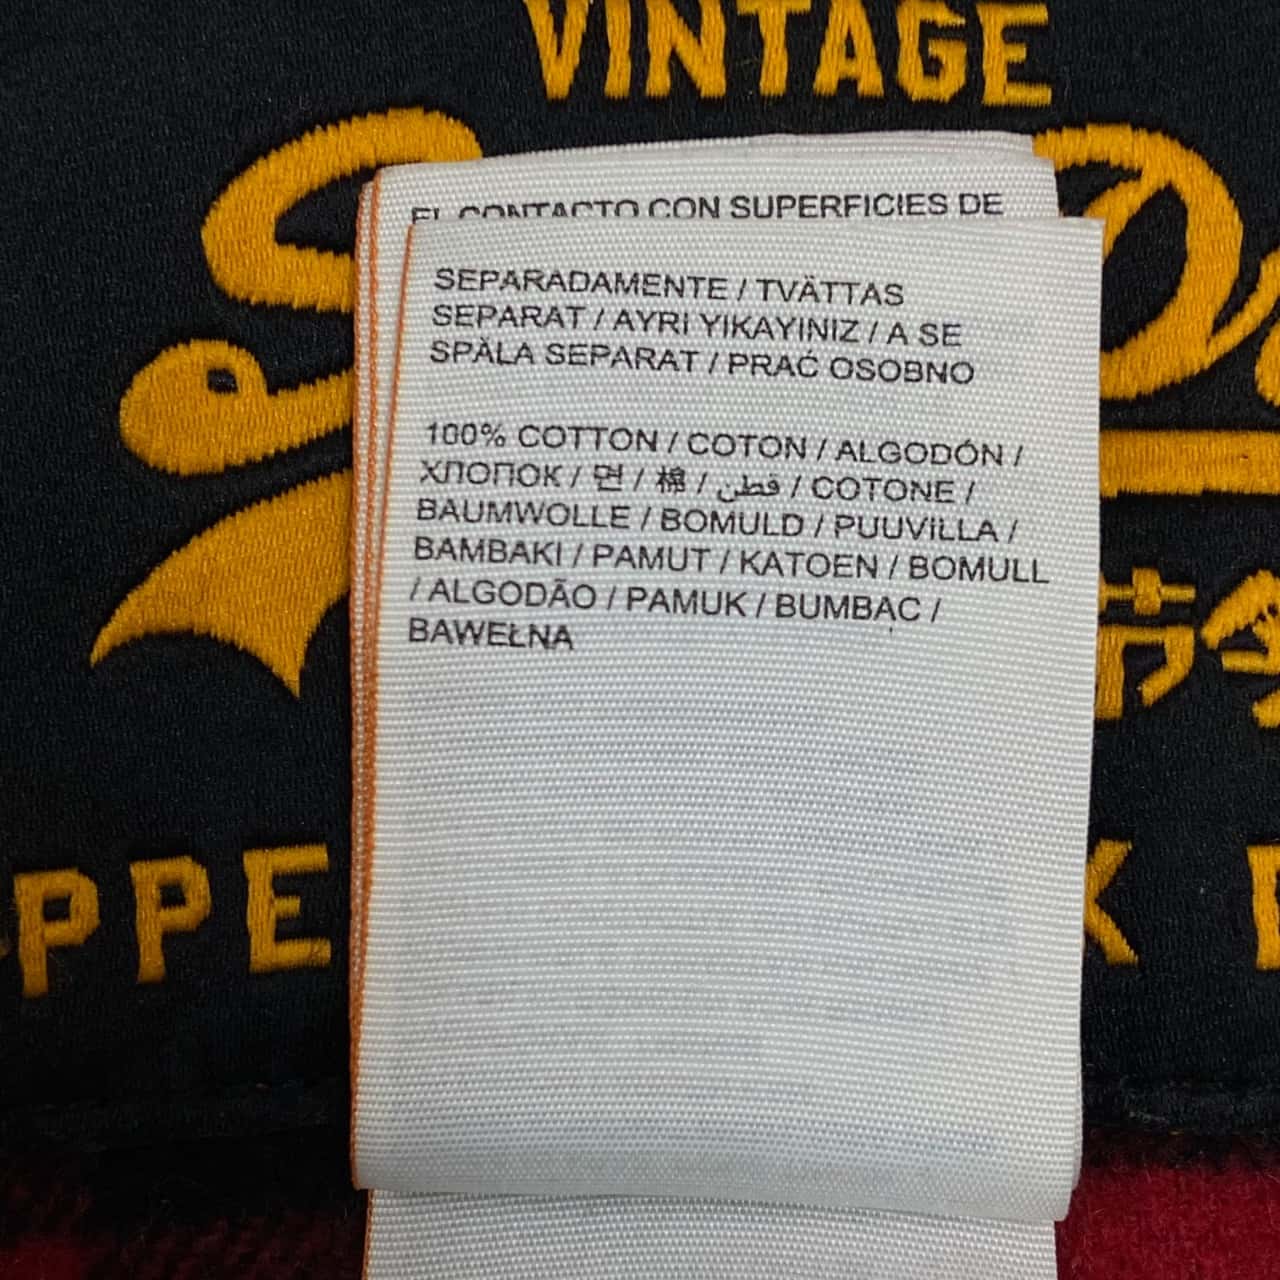 VINTAGE
EL CONTACTO CON SUPERFICIES DE
SEPARADAMENTE / TVÄTTAS
SEPARAT / AYRI YIKAYINIZ / A SE
SPĂLA SEPARAT / PRAĆ OSOBNO
100% COTTON / COTON / ALGODÓN /
ХЛОПОК / 면 / 棉 / قطن / COTONE /
BAUMWOLLE / BOMULD / PUUVILLA /
BAMBAKI / PAMUT / KATOEN / BOMULL
/ ALGODÃO / PAMUK / BUMBAC /
BAWEŁNA
PPE
K